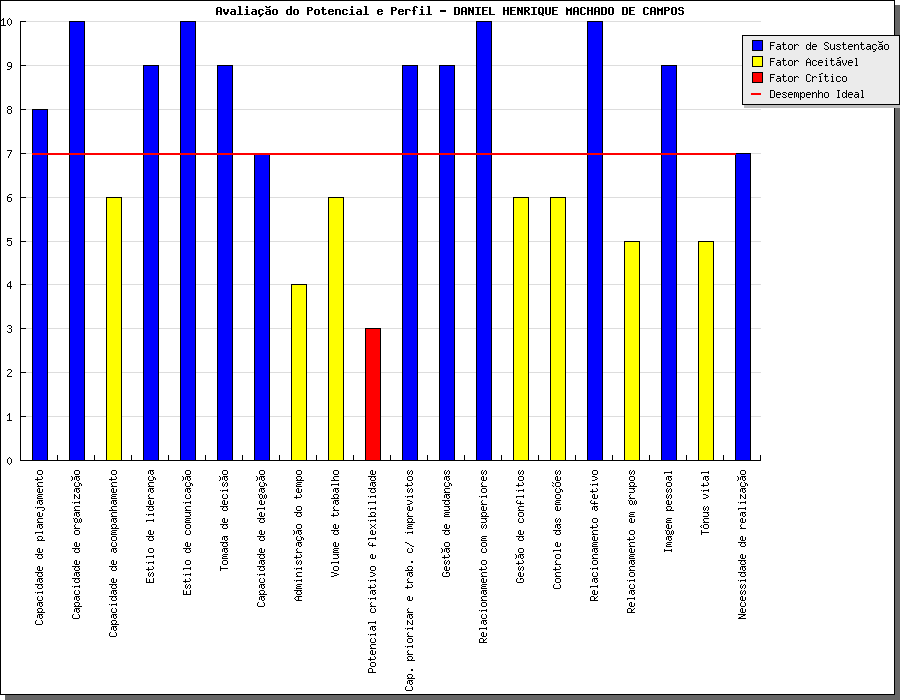 Avaliação do Potencial e Perfil - DANIEL HENRIQUE MACHADO DE CAMPOS
Fator de Sustentação
Fator Aceitável
Fator Crítico
Desempenho Ideal
10
9
8
7
6
5
4
3
2
1
0
Capacidade de planejamento
Capacidade de organização
Capacidade de acompanhamento
Estilo de liderança
Estilo de comunicação
Tomada de decisão
Capacidade de delegação
Administração do tempo
Volume de trabalho
Potencial criativo e flexibilidade
Cap. priorizar e trab. c/ imprevistos
Gestão de mudanças
Relacionamento com superiores
Gestão de conflitos
Controle das emoções
Relacionamento afetivo
Relacionamento em grupos
Imagem pessoal
Tônus vital
Necessidade de realização